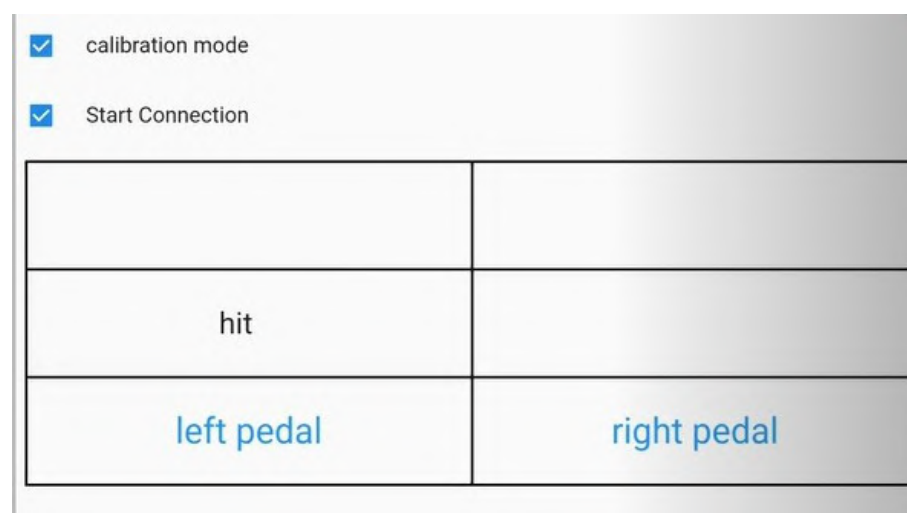 calibration mode
Start Connection
hit
left pedal right pedal